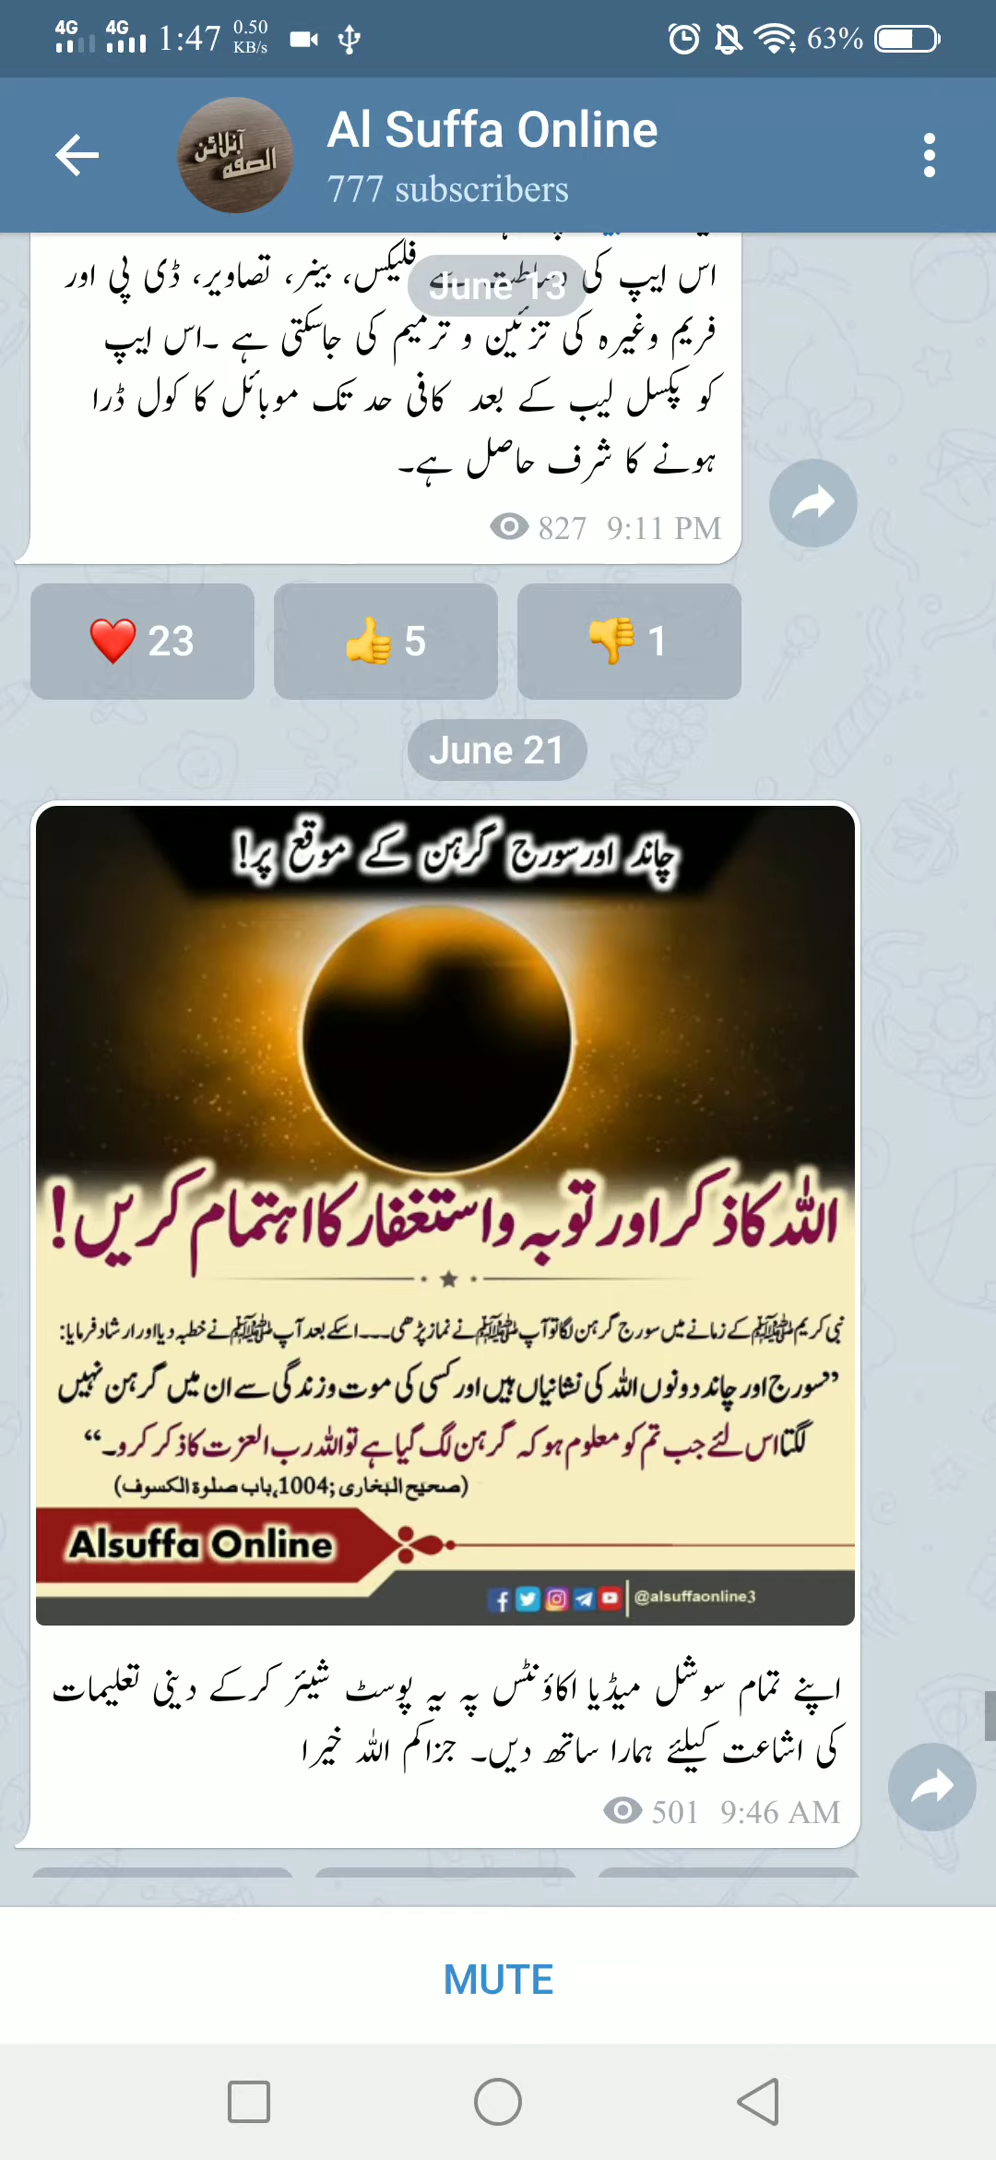 4G 4G 1:47 0.50 KB/s 63%
Al Suffa Online
777 subscribers
June 13
اس ایپ کی سے فلیکس، بینر، تصاویر، ڈی پی اور
فریم وغیرہ کی تزئین و ترمیم کی جاسکتی ہے ۔اس ایپ
کو پکسل لیب کے بعد کافی حد تک موبائل کا کول ڈرا
ہونے کا شرف حاصل ہے۔
827 9:11 PM
❤️ 23 👍 5 👎 1
June 21
چاند اور سورج گرہن کے موقع پر!
اللہ کا ذکر اور توبہ و استغفار کا اہتمام کریں!
نبی کریم ﷺ کے زمانے میں سورج گرہن لگا تو آپ ﷺ نے نماز پڑھی۔۔۔ اسکے بعد آپ ﷺ نے خطبہ دیا اور ارشاد فرمایا:
”سورج اور چاند دونوں اللہ کی نشانیاں ہیں اور کسی کی موت و زندگی سے ان میں گرہن نہیں
لگتا اس لئے جب تم کو معلوم ہو کہ گرہن لگ گیا ہے تو اللہ رب العزت کا ذکر کرو۔“
(صحیح البخاری ;1004،باب صلوۃ الکسوف)
Alsuffa Online
@alsuffaonline3
اپنے تمام سوشل میڈیا اکاؤنٹس پہ یہ پوسٹ شیئر کرکے دینی تعلیمات
کی اشاعت کیلئے ہمارا ساتھ دیں۔ جزاکم اللہ خیرا
501 9:46 AM
MUTE